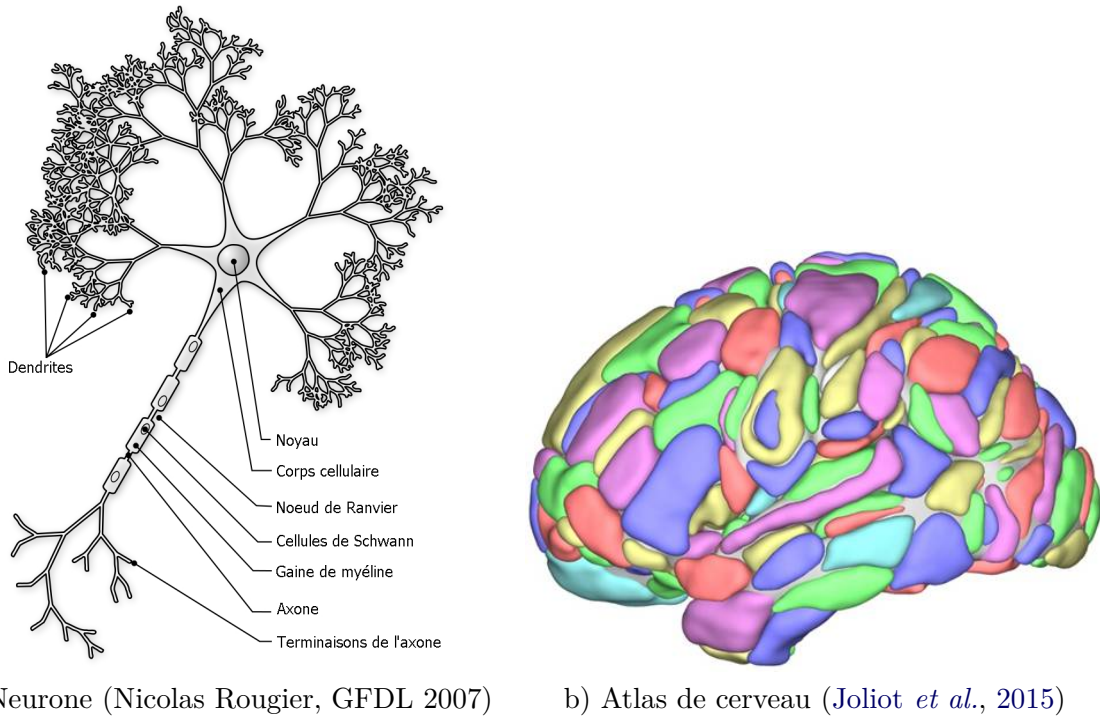 Dendrites
Noyau
Corps cellulaire
Noeud de Ranvier
Cellules de Schwann
Gaine de myéline
Axone
Terminaisons de l'axone
Neurone (Nicolas Rougier, GFDL 2007)
b) Atlas de cerveau (Joliot et al., 2015)